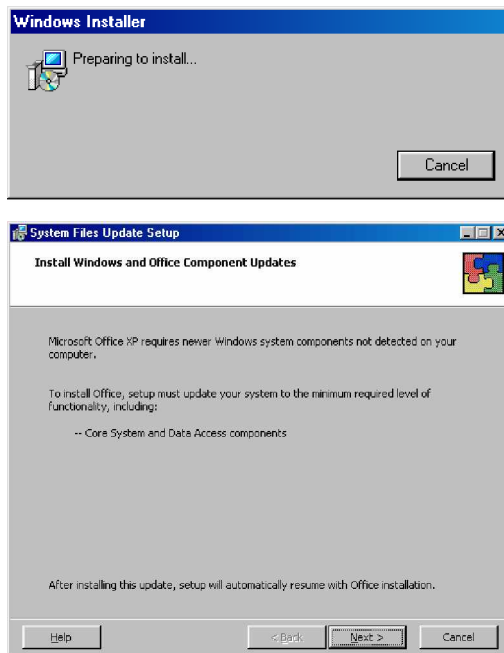 Windows Installer
Preparing to install...
Cancel
System Files Update Setup
Install Windows and Office Component Updates
Microsoft Office XP requires newer Windows system components not detected on your
computer.
To install Office, setup must update your system to the minimum required level of
functionality, including:
-- Core System and Data Access components
After installing this update, setup will automatically resume with Office installation.
Help
< Back
Next >
Cancel